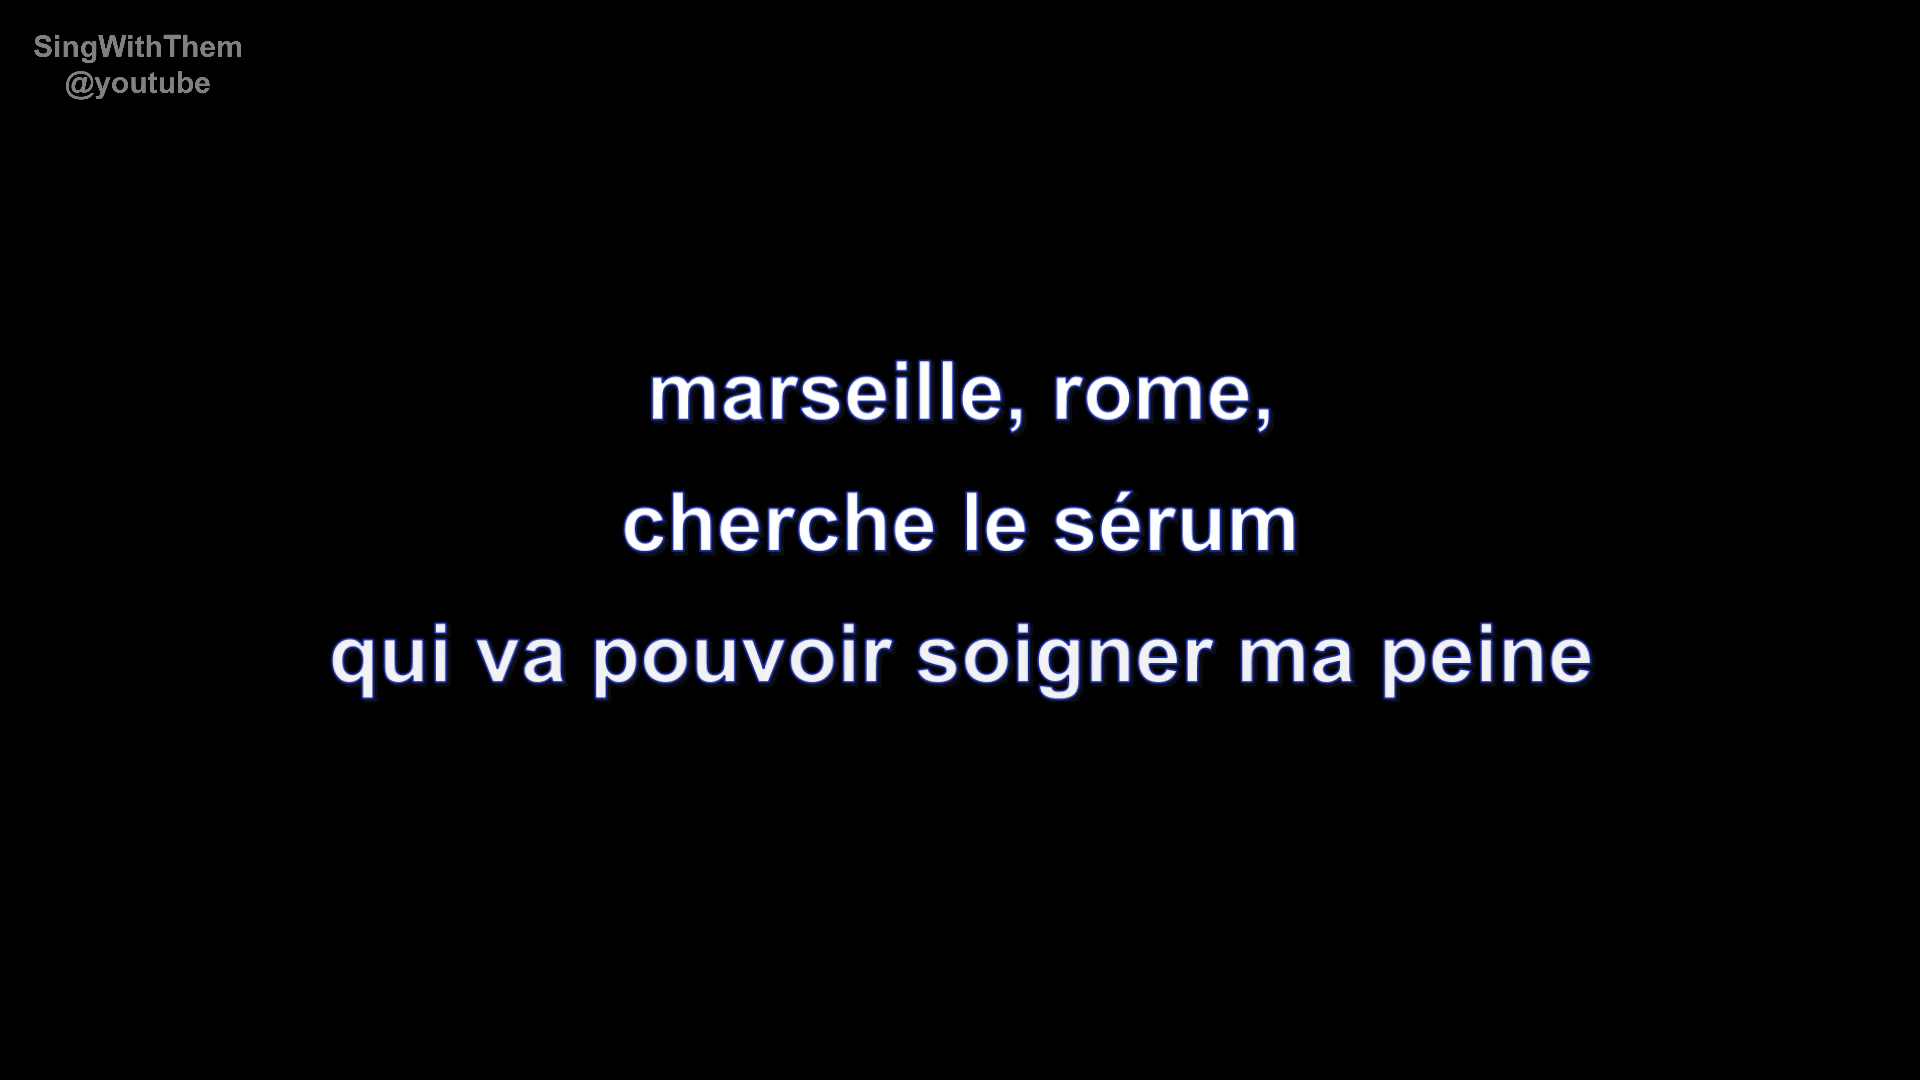 SingWithThem
@youtube
marseille, rome,
cherche le sérum
qui va pouvoir soigner ma peine